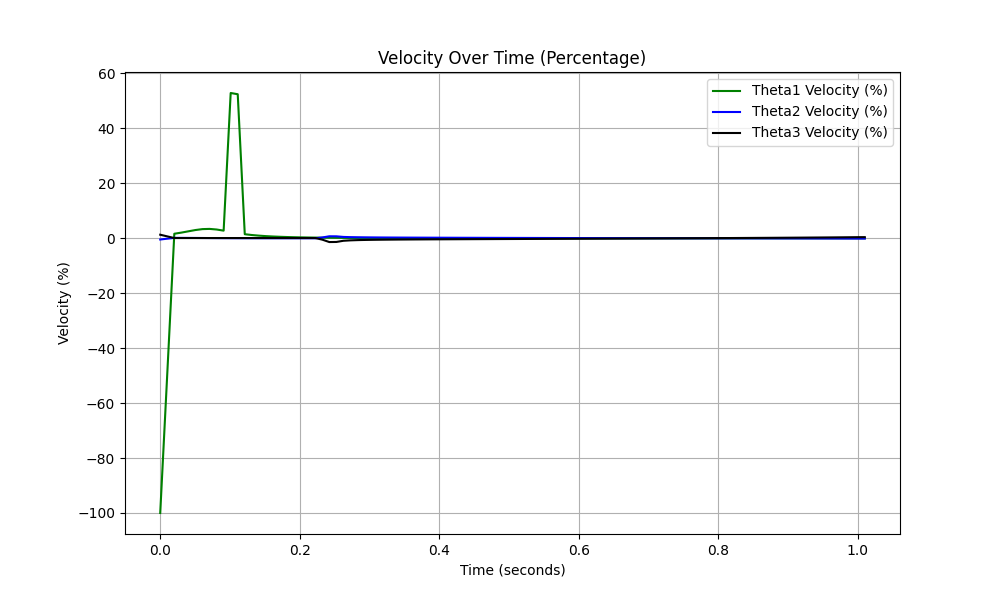 Velocity Over Time (Percentage)
Theta1 Velocity (%)
Theta2 Velocity (%)
Theta3 Velocity (%)
Velocity (%)
60
40
20
0
−20
−40
−60
−80
−100
0.0 0.2 0.4 0.6 0.8 1.0
Time (seconds)